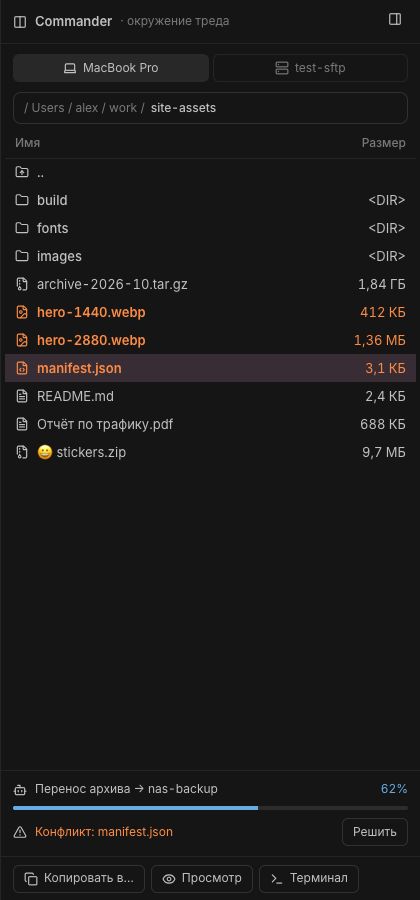 Commander · окружение треда
MacBook Pro test-sftp
/ Users / alex / work / site-assets
Имя Размер
..
build <DIR>
fonts <DIR>
images <DIR>
archive-2026-10.tar.gz 1,84 ГБ
hero-1440.webp 412 КБ
hero-2880.webp 1,36 МБ
manifest.json 3,1 КБ
README.md 2,4 КБ
Отчёт по трафику.pdf 688 КБ
😀 stickers.zip 9,7 МБ
Перенос архива → nas-backup 62%
Конфликт: manifest.json Решить
Копировать в... Просмотр Терминал